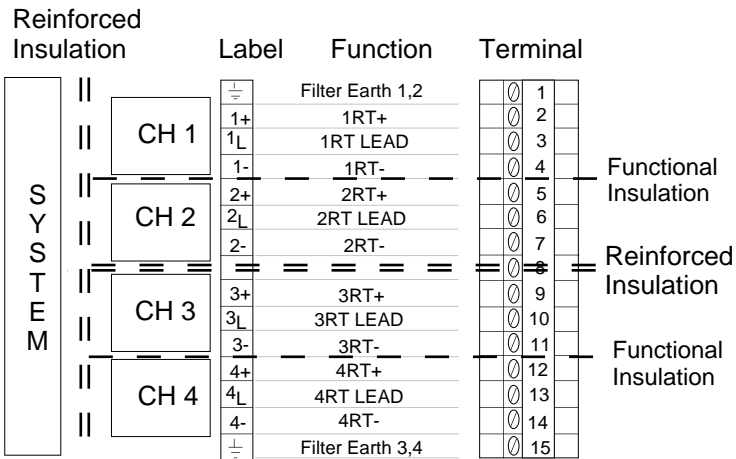 Reinforced
Insulation
Label Function Terminal
Filter Earth 1,2 1
CH 1
1+ 1RT+ 2
1L 1RT LEAD 3
1- 1RT- 4
Functional
Insulation
CH 2
2+ 2RT+ 5
2L 2RT LEAD 6
2- 2RT- 7
8
Reinforced
Insulation
SYSTEM
CH 3
3+ 3RT+ 9
3L 3RT LEAD 10
3- 3RT- 11
Functional
Insulation
CH 4
4+ 4RT+ 12
4L 4RT LEAD 13
4- 4RT- 14
Filter Earth 3,4 15